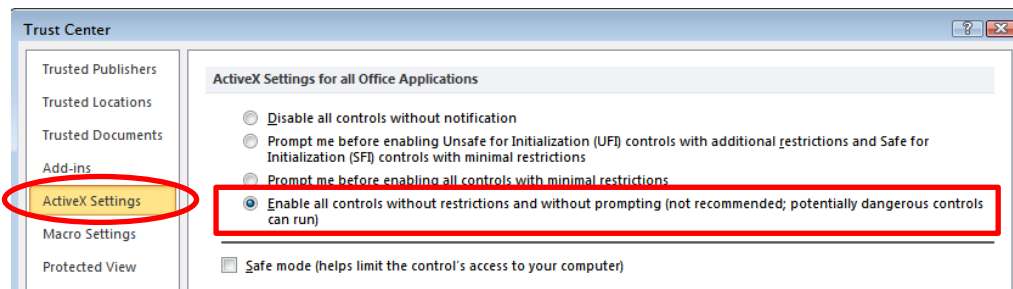 Trust Center
Trusted Publishers
Trusted Locations
Trusted Documents
Add-ins
ActiveX Settings
Macro Settings
Protected View
ActiveX Settings for all Office Applications
Disable all controls without notification
Prompt me before enabling Unsafe for Initialization (UFI) controls with additional restrictions and Safe for
Initialization (SFI) controls with minimal restrictions
Prompt me before enabling all controls with minimal restrictions
Enable all controls without restrictions and without prompting (not recommended; potentially dangerous controls
can run)
Safe mode (helps limit the control's access to your computer)